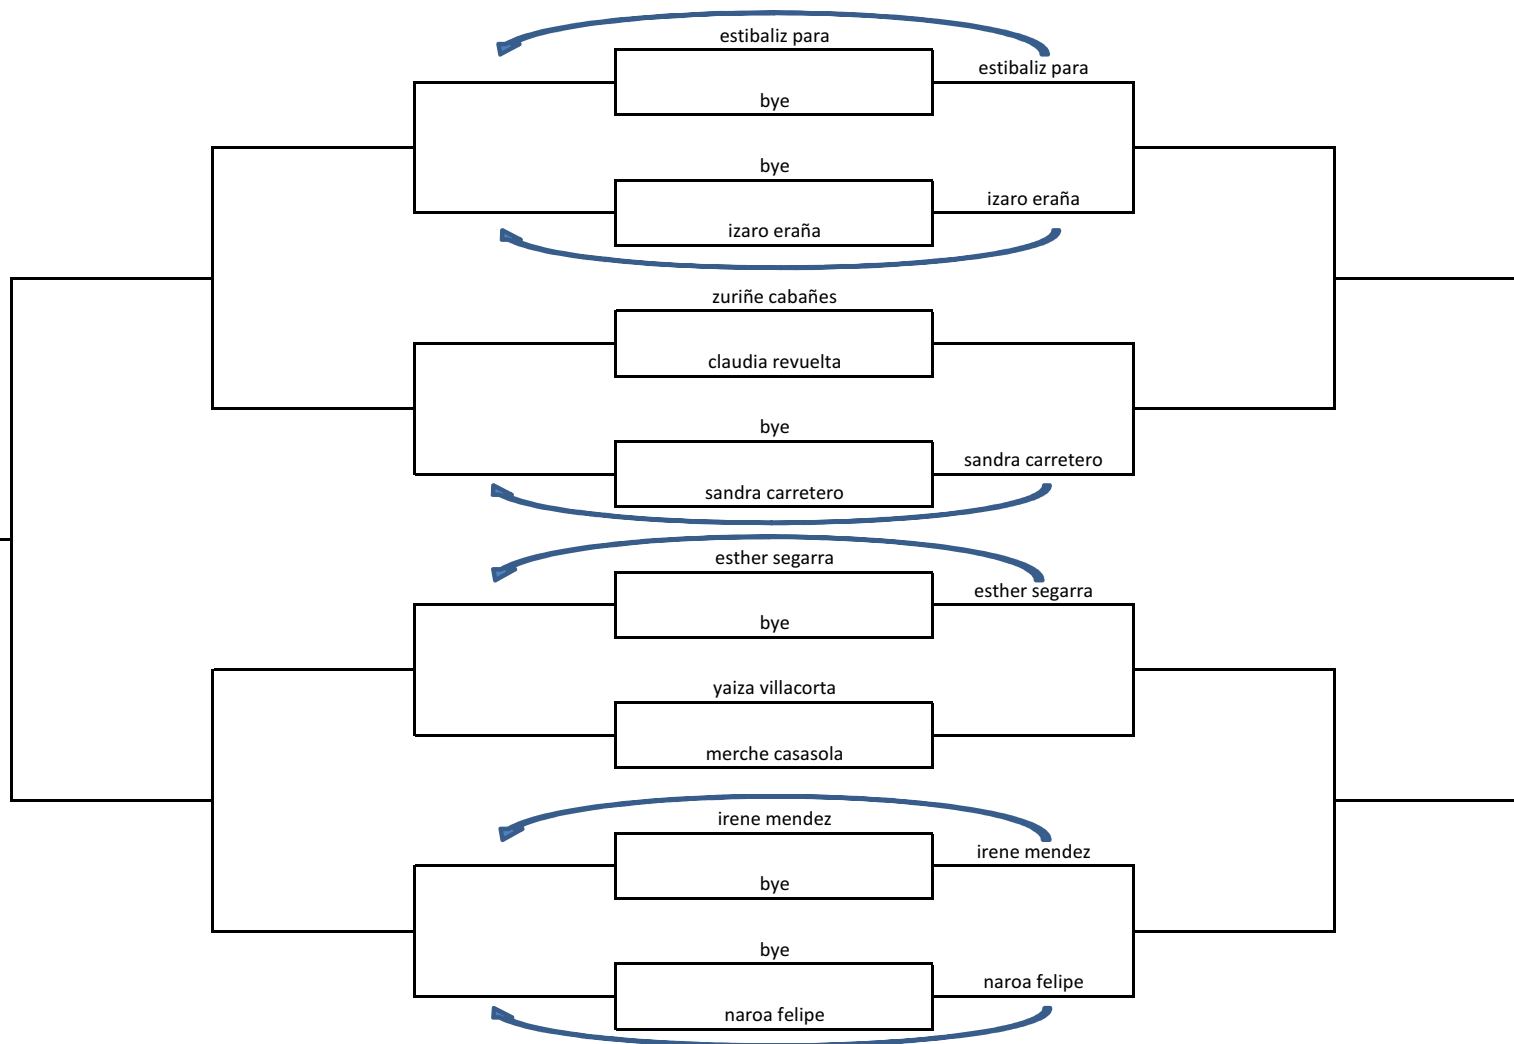 estibaliz para
estibaliz para
bye
bye
izaro eraña
izaro eraña
zuriñe cabañes
claudia revuelta
bye
sandra carretero
sandra carretero
esther segarra
esther segarra
bye
yaiza villacorta
merche casasola
irene mendez
irene mendez
bye
bye
naroa felipe
naroa felipe